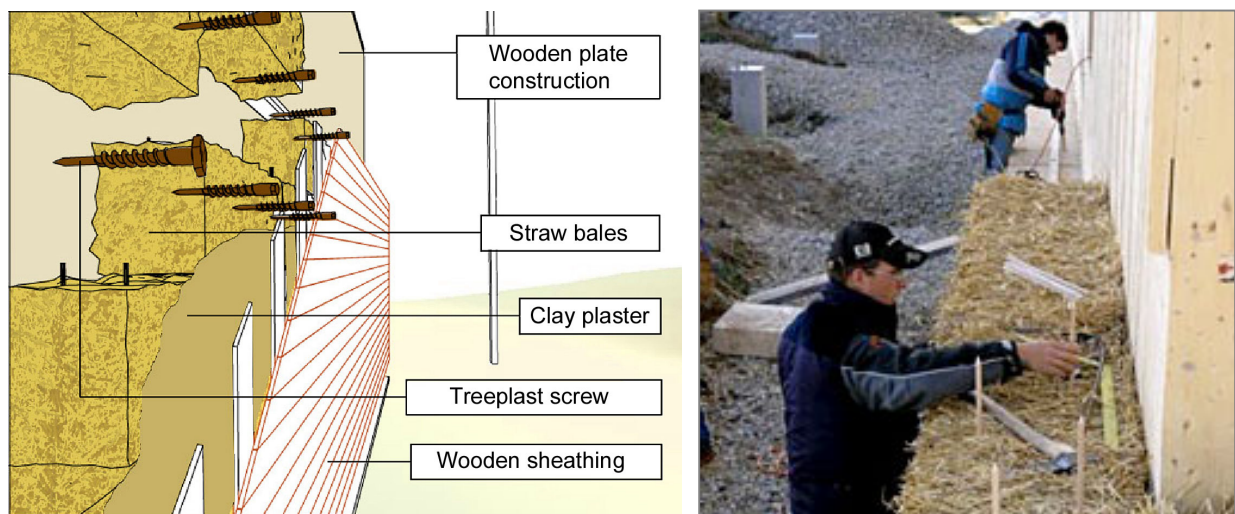 Wooden plate
construction
Straw bales
Clay plaster
Treeplast screw
Wooden sheathing